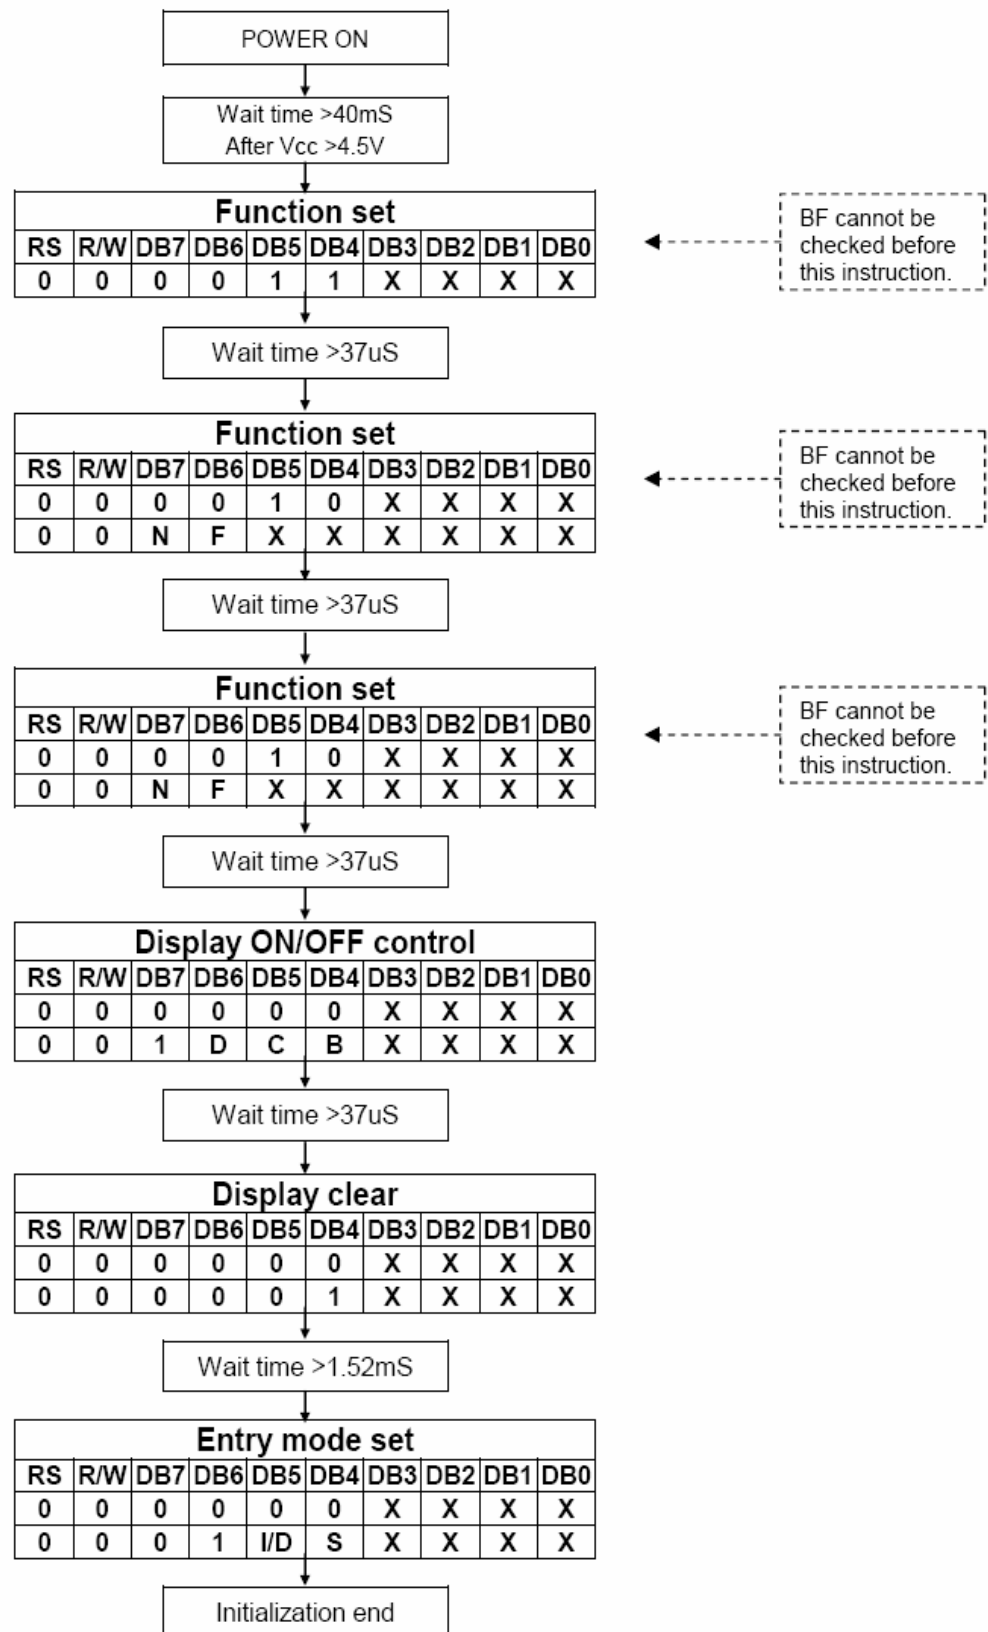 POWER ON
Wait time >40mS
After Vcc >4.5V
Function set
RS R/W DB7 DB6 DB5 DB4 DB3 DB2 DB1 DB0
0 0 0 0 1 1 X X X X
BF cannot be
checked before
this instruction.
Wait time >37uS
Function set
RS R/W DB7 DB6 DB5 DB4 DB3 DB2 DB1 DB0
0 0 0 0 1 0 X X X X
0 0 N F X X X X X X
BF cannot be
checked before
this instruction.
Wait time >37uS
Function set
RS R/W DB7 DB6 DB5 DB4 DB3 DB2 DB1 DB0
0 0 0 0 1 0 X X X X
0 0 N F X X X X X X
BF cannot be
checked before
this instruction.
Wait time >37uS
Display ON/OFF control
RS R/W DB7 DB6 DB5 DB4 DB3 DB2 DB1 DB0
0 0 0 0 0 0 X X X X
0 0 1 D C B X X X X
Wait time >37uS
Display clear
RS R/W DB7 DB6 DB5 DB4 DB3 DB2 DB1 DB0
0 0 0 0 0 0 X X X X
0 0 0 0 0 1 X X X X
Wait time >1.52mS
Entry mode set
RS R/W DB7 DB6 DB5 DB4 DB3 DB2 DB1 DB0
0 0 0 0 0 0 X X X X
0 0 0 1 I/D S X X X X
Initialization end